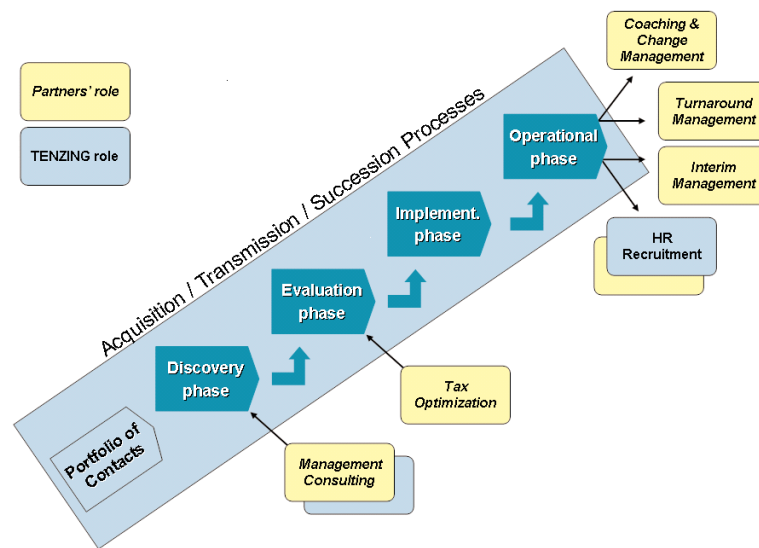 Coaching &
Change
Management
Partners' role
TENZING role
Acquisition / Transmission / Succession Processes
Turnaround
Management
Operational
phase
Interim
Management
Implement.
phase
HR
Recruitment
Evaluation
phase
Discovery
phase
Tax
Optimization
Portfolio of
Contacts
Management
Consulting